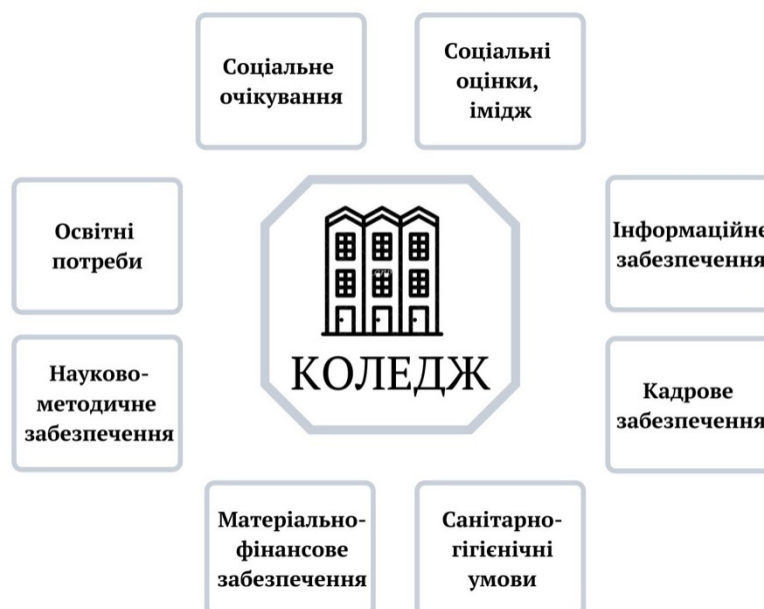 Соціальне
очікування
Соціальні
оцінки,
імідж
Освітні
потреби
Інформаційне
забезпечення
КОЛЕДЖ
Науково-
методичне
забезпечення
Кадрове
забезпечення
Матеріально-
фінансове
забезпечення
Санітарно-
гігієнічні
умови